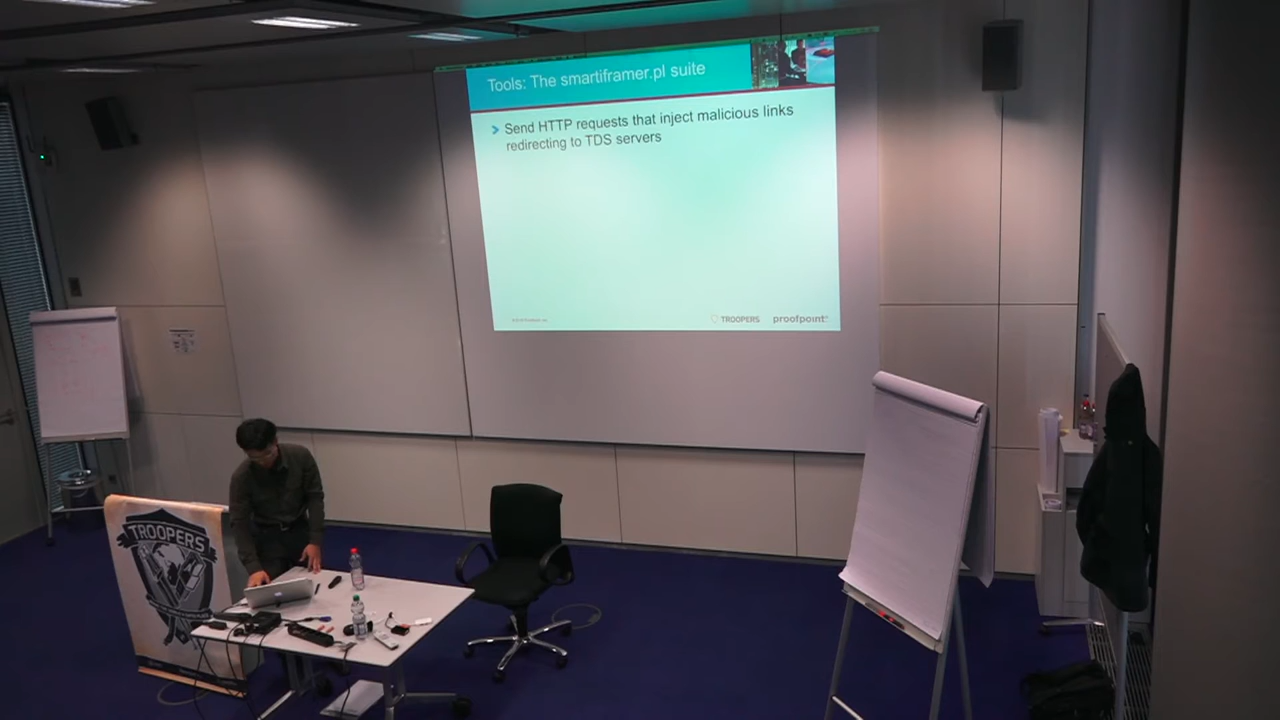 Tools: The smartiframer.pl suite
Send HTTP requests that inject malicious links
redirecting to TDS servers
TROOPERS
proofpoint
TROOPERS